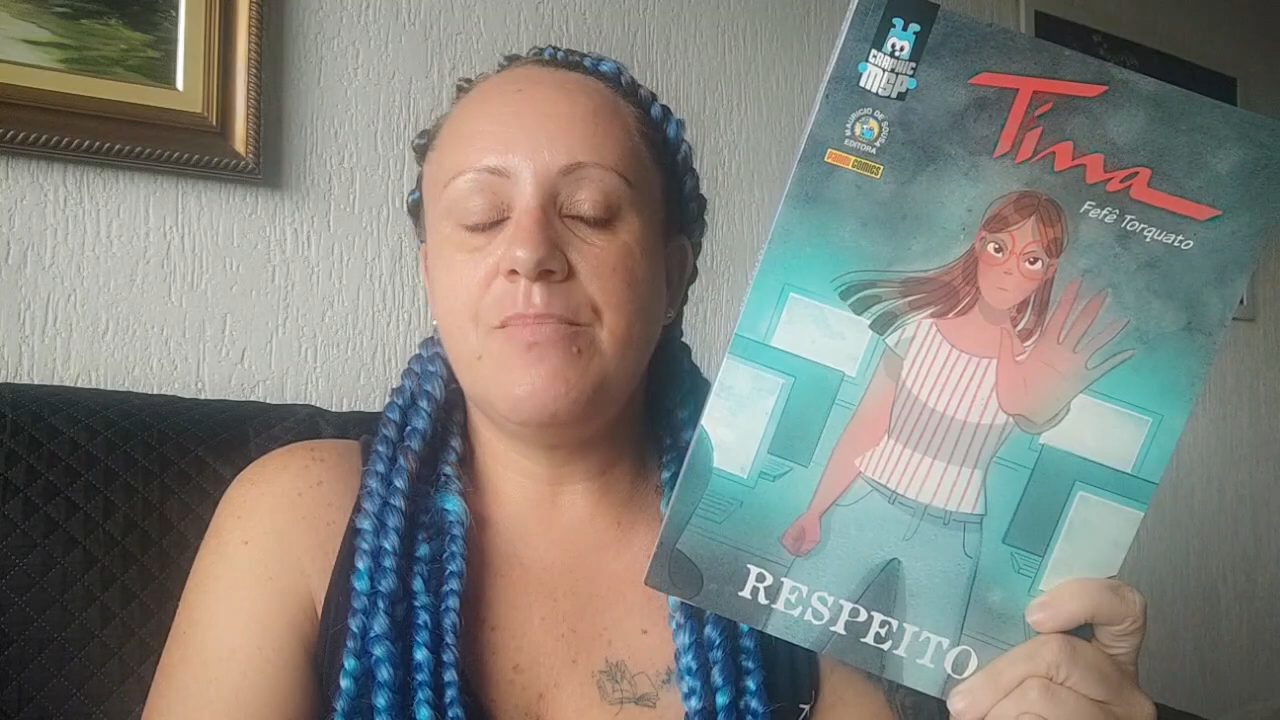 GRAPHIC
MSP
MAURICIO DE SOUSA
EDITORA
PANINI COMICS
Tina
Fefê Torquato
RESPEITO